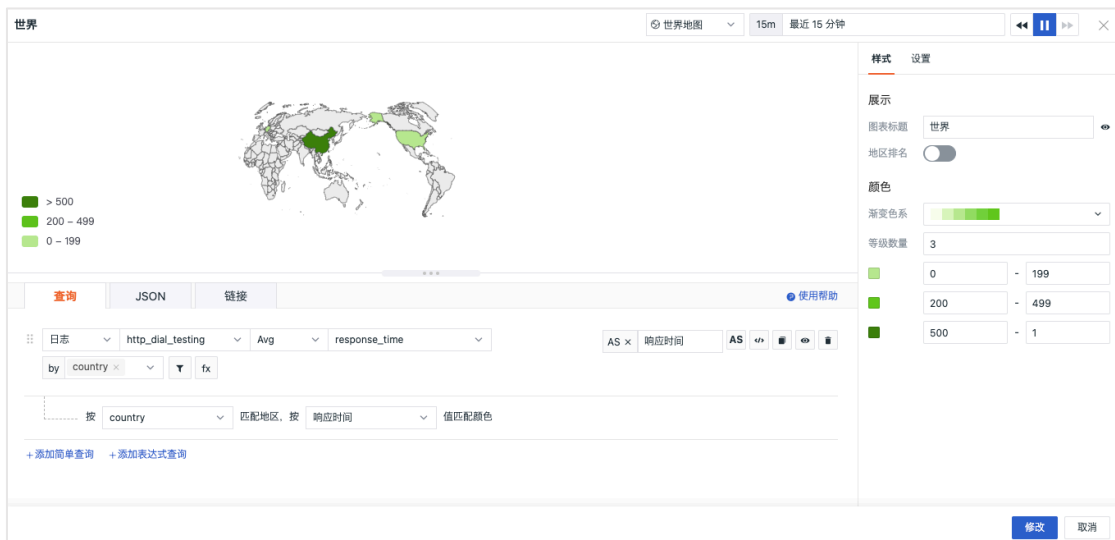 世界
世界地图
15m 最近 15 分钟
样式 设置
展示
图表标题 世界
地区排名
颜色
渐变色系
等级数量 3
0 - 199
200 - 499
500 - 1
> 500
200 – 499
0 – 199
查询 JSON 链接 使用帮助
日志 http_dial_testing Avg response_time AS × 响应时间 AS </>
by country × fx
按 country 匹配地区, 按 响应时间 值匹配颜色
+添加简单查询 +添加表达式查询
修改 取消